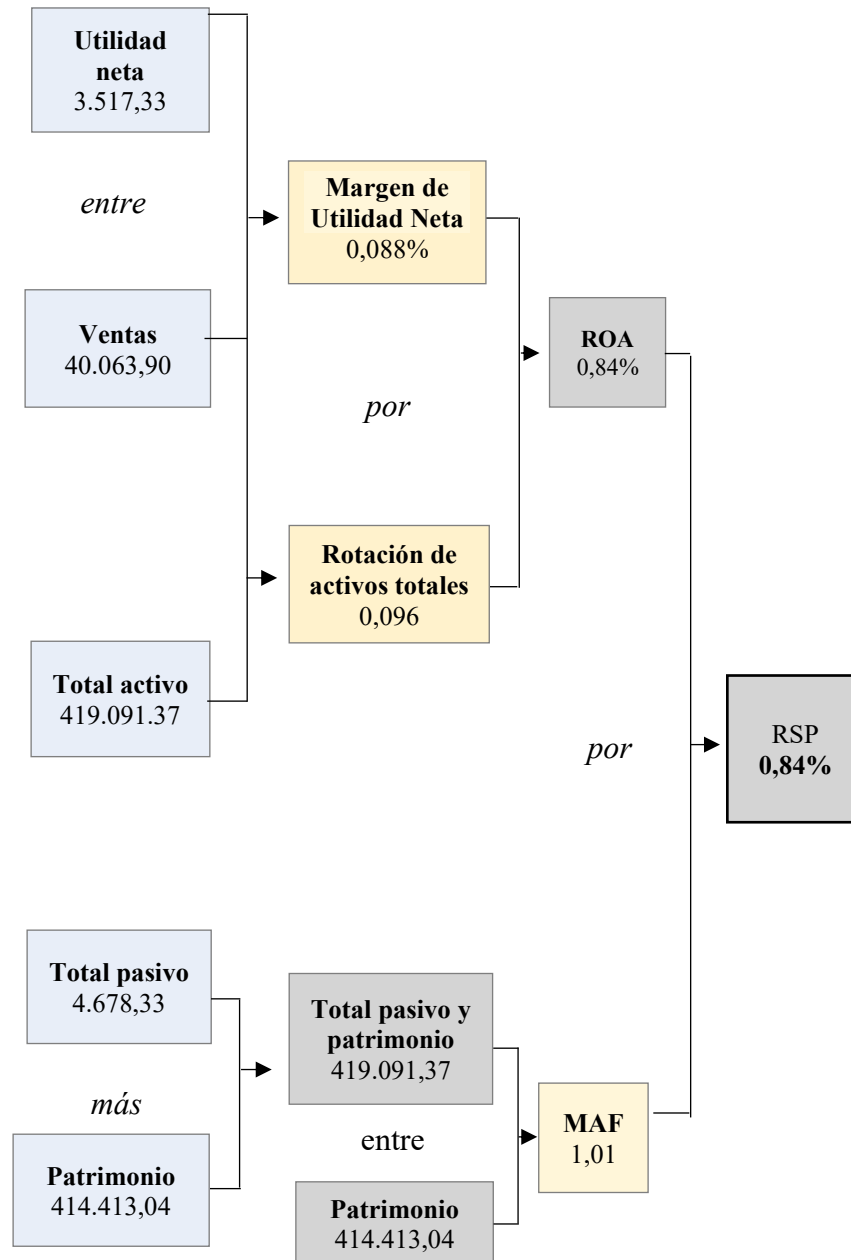 Utilidad
neta
3.517,33
entre
Ventas
40.063,90
Margen de
Utilidad Neta
0,088%
por
ROA
0,84%
Rotación de
activos totales
0,096
Total activo
419.091.37
por
RSP
0,84%
Total pasivo
4.678,33
más
Patrimonio
414.413,04
Total pasivo y
patrimonio
419.091,37
entre
Patrimonio
414.413,04
MAF
1,01